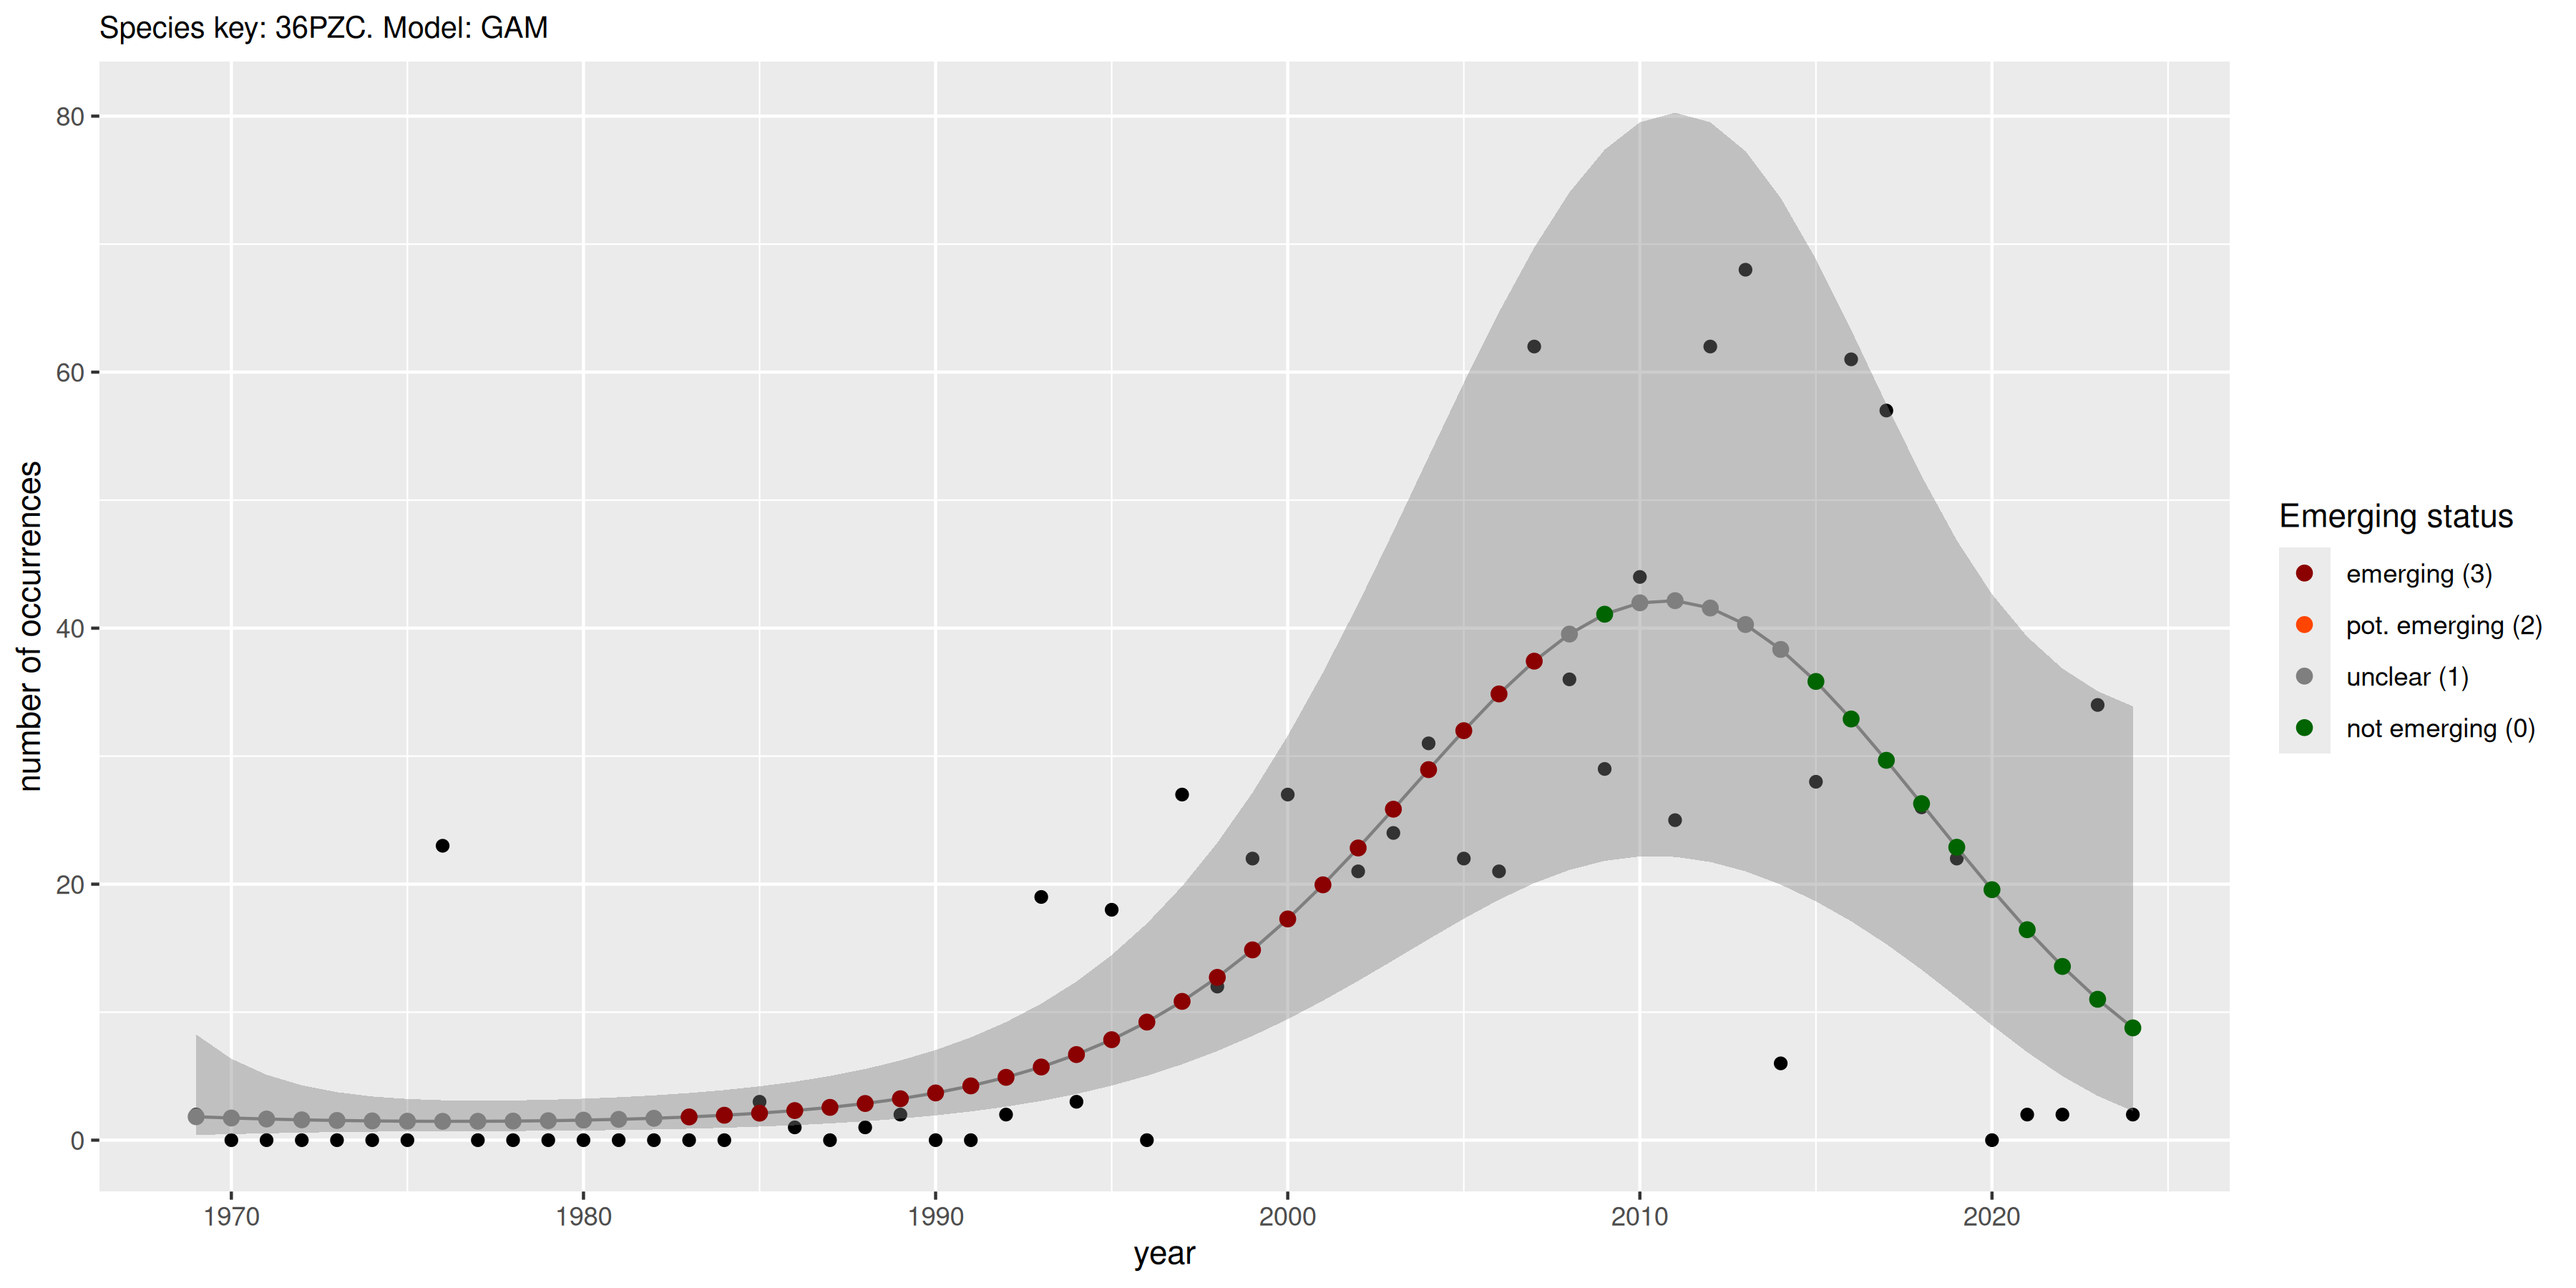 Species key: 36PZC. Model: GAM
80
60
40
20
0
number of occurrences
1970 1980 1990 2000 2010 2020
year
Emerging status
emerging (3)
pot. emerging (2)
unclear (1)
not emerging (0)